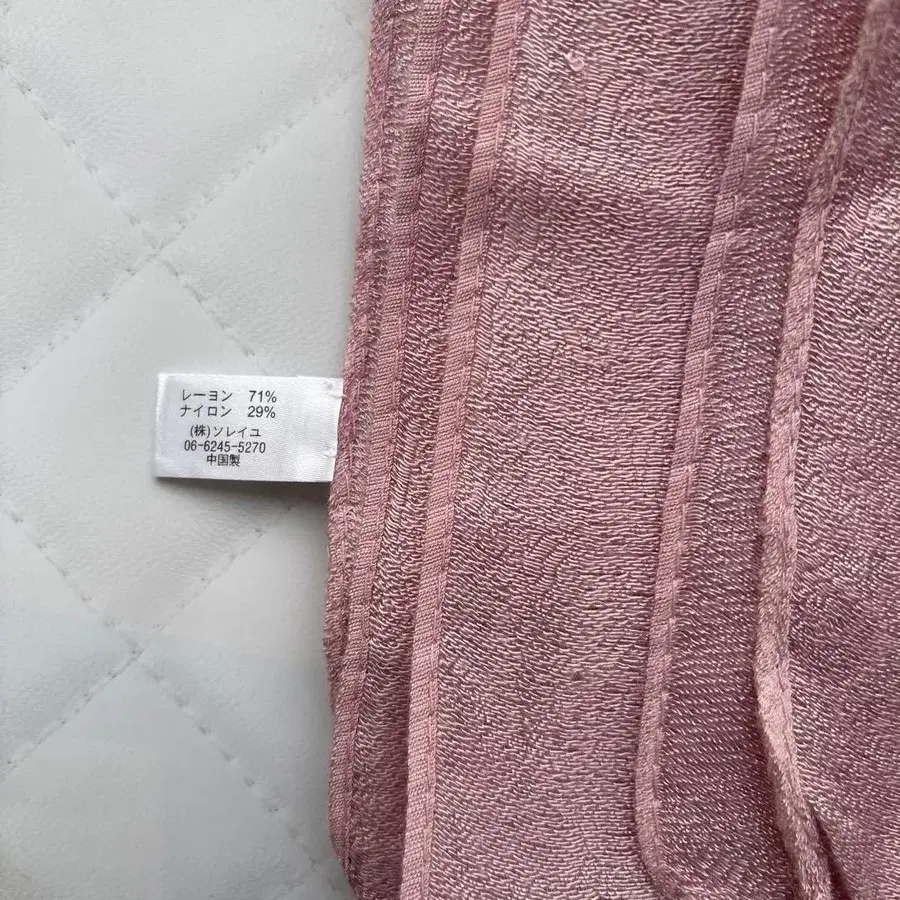 レーヨン 71%
ナイロン 29%
(株)ソレイユ
06-6245-5270
中国製